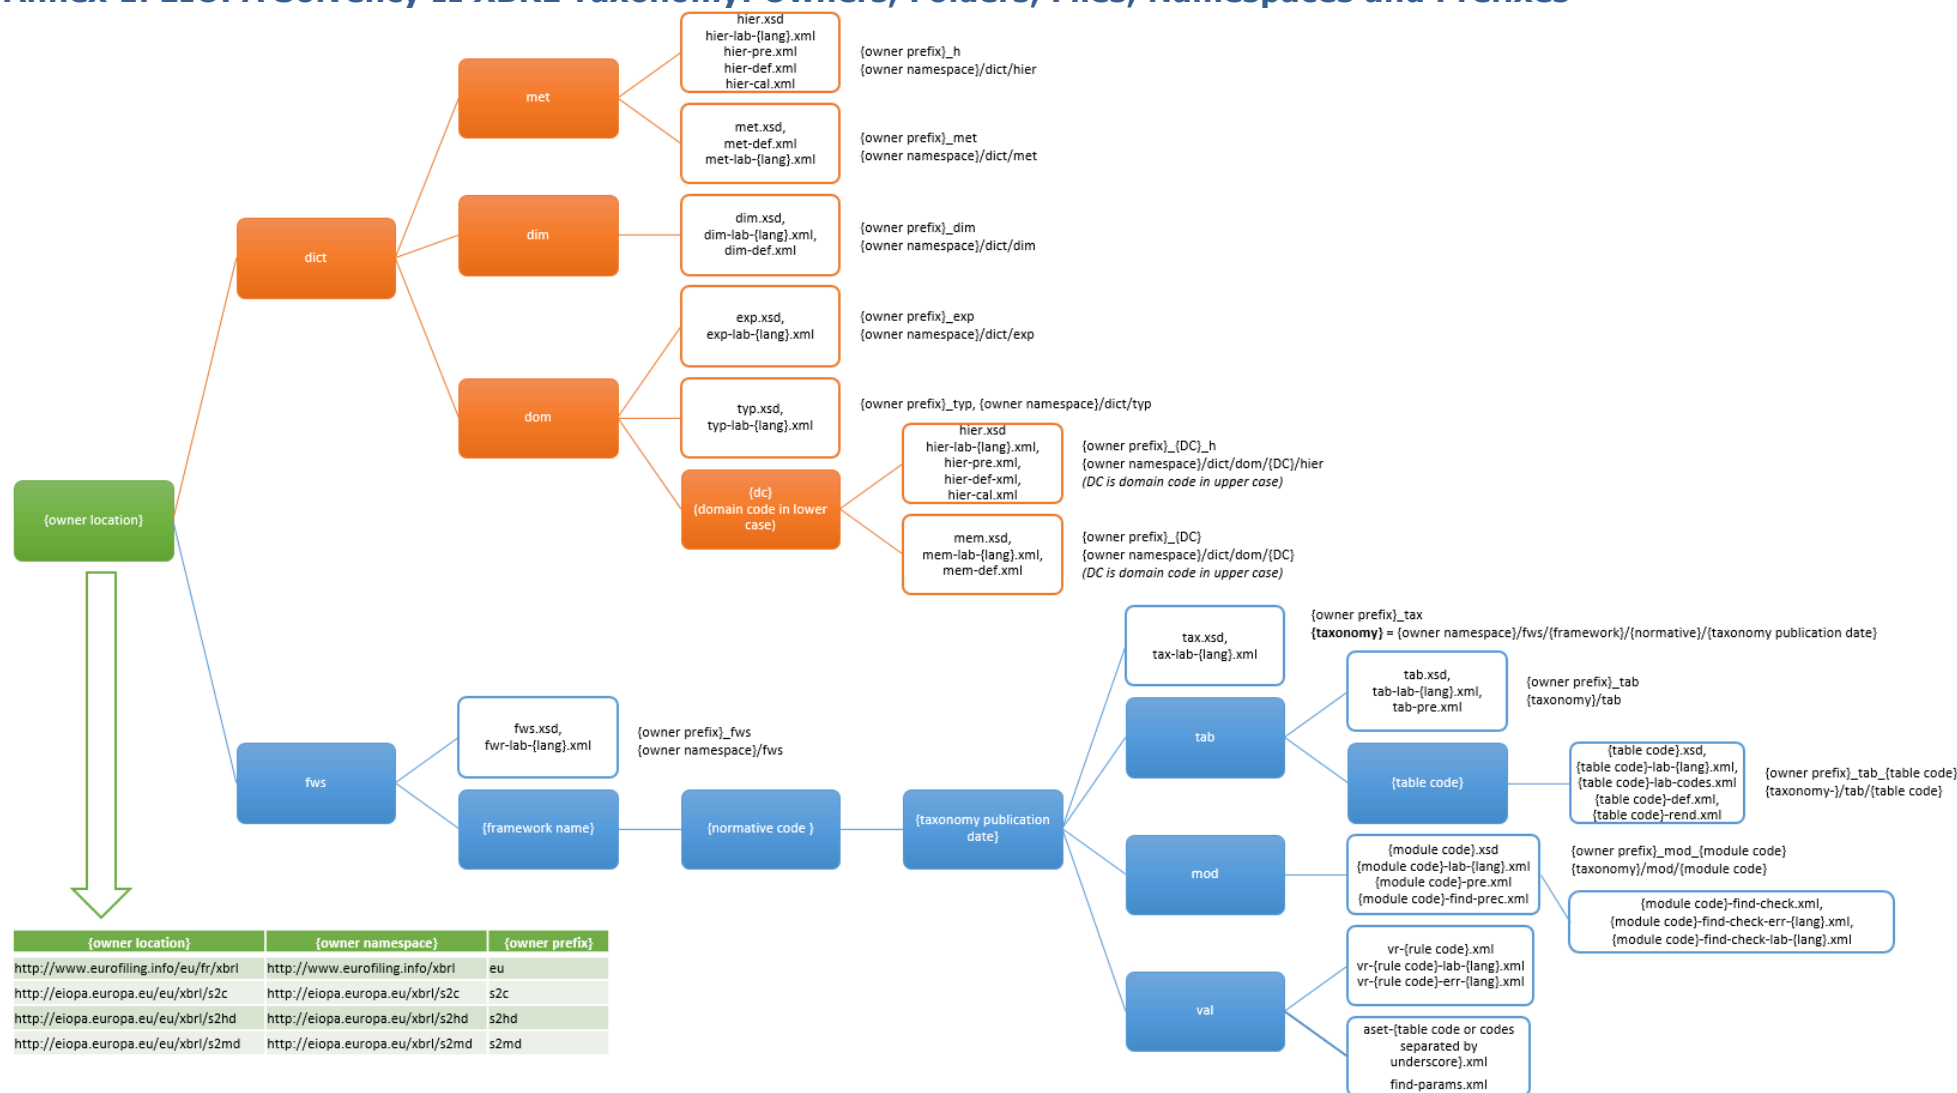 Annex 1: EIOPA Solvency II XBRL Taxonomy: Owners, Folders, Files, Namespaces and Prefixes
hier.xsd
hier-lab-{lang}.xml
hier-pre.xml
hier-def.xml
hier-cal.xml
{owner prefix}_h
{owner namespace}/dict/hier
met
met.xsd,
met-def.xml
met-lab-{lang}.xml
{owner prefix}_met
{owner namespace}/dict/met
dim
dim.xsd,
dim-lab-{lang}.xml,
dim-def.xml
{owner prefix}_dim
{owner namespace}/dict/dim
dict
exp.xsd,
exp-lab-{lang}.xml
{owner prefix}_exp
{owner namespace}/dict/exp
dom
typ.xsd,
typ-lab-{lang}.xml
{owner prefix}_typ, {owner namespace}/dict/typ
{dc}
(domain code in lower
case)
hier.xsd
hier-lab-{lang}.xml,
hier-pre.xml,
hier-def-xml,
hier-cal.xml
{owner prefix}_{DC}_h
{owner namespace}/dict/dom/{DC}/hier
(DC is domain code in upper case)
mem.xsd,
mem-lab-{lang}.xml,
mem-def.xml
{owner prefix}_{DC}
{owner namespace}/dict/dom/{DC}
(DC is domain code in upper case)
{owner location}
tax.xsd,
tax-lab-{lang}.xml
{owner prefix}_tax
{taxonomy} = {owner namespace}/fws/{framework}/{normative}/{taxonomy publication date}
tab
tab.xsd,
tab-lab-{lang}.xml,
tab-pre.xml
{owner prefix}_tab
{taxonomy}/tab
{table code}
{table code}.xsd,
{table code}-lab-{lang}.xml,
{table code}-lab-codes.xml
{table code}-def.xml,
{table code}-rend.xml
{owner prefix}_tab_{table code}
{taxonomy-}/tab/{table code}
fws
fws.xsd,
fwr-lab-{lang}.xml
{owner prefix}_fws
{owner namespace}/fws
{framework name}
{normative code }
{taxonomy publication
date}
mod
{module code}.xsd
{module code}-lab-{lang}.xml
{module code}-pre.xml
{module code}-find-prec.xml
{owner prefix}_mod_{module code}
{taxonomy}/mod/{module code}
{module code}-find-check.xml,
{module code}-find-check-err-{lang}.xml,
{module code}-find-check-lab-{lang}.xml
val
vr-{rule code}.xml
vr-{rule code}-lab-{lang}.xml
vr-{rule code}-err-{lang}.xml
aset-{table code or codes
separated by
underscore}.xml
find-params.xml
{owner location} {owner namespace} {owner prefix}
http://www.eurofiling.info/eu/fr/xbrl http://www.eurofiling.info/xbrl eu
http://eiopa.europa.eu/eu/xbrl/s2c http://eiopa.europa.eu/xbrl/s2c s2c
http://eiopa.europa.eu/eu/xbrl/s2hd http://eiopa.europa.eu/xbrl/s2hd s2hd
http://eiopa.europa.eu/eu/xbrl/s2md http://eiopa.europa.eu/xbrl/s2md s2md